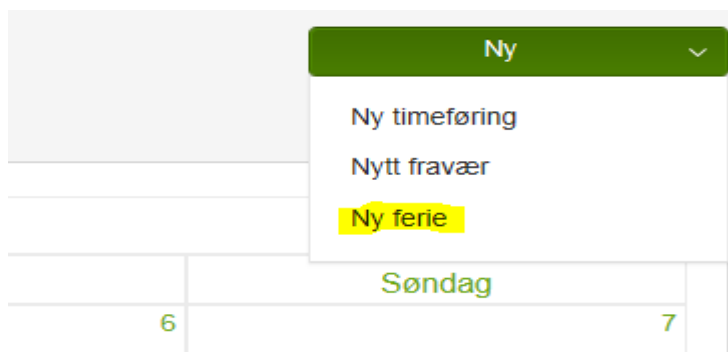 Ny
Ny timeføring
Nytt fravær
Ny ferie
Søndag
6 7